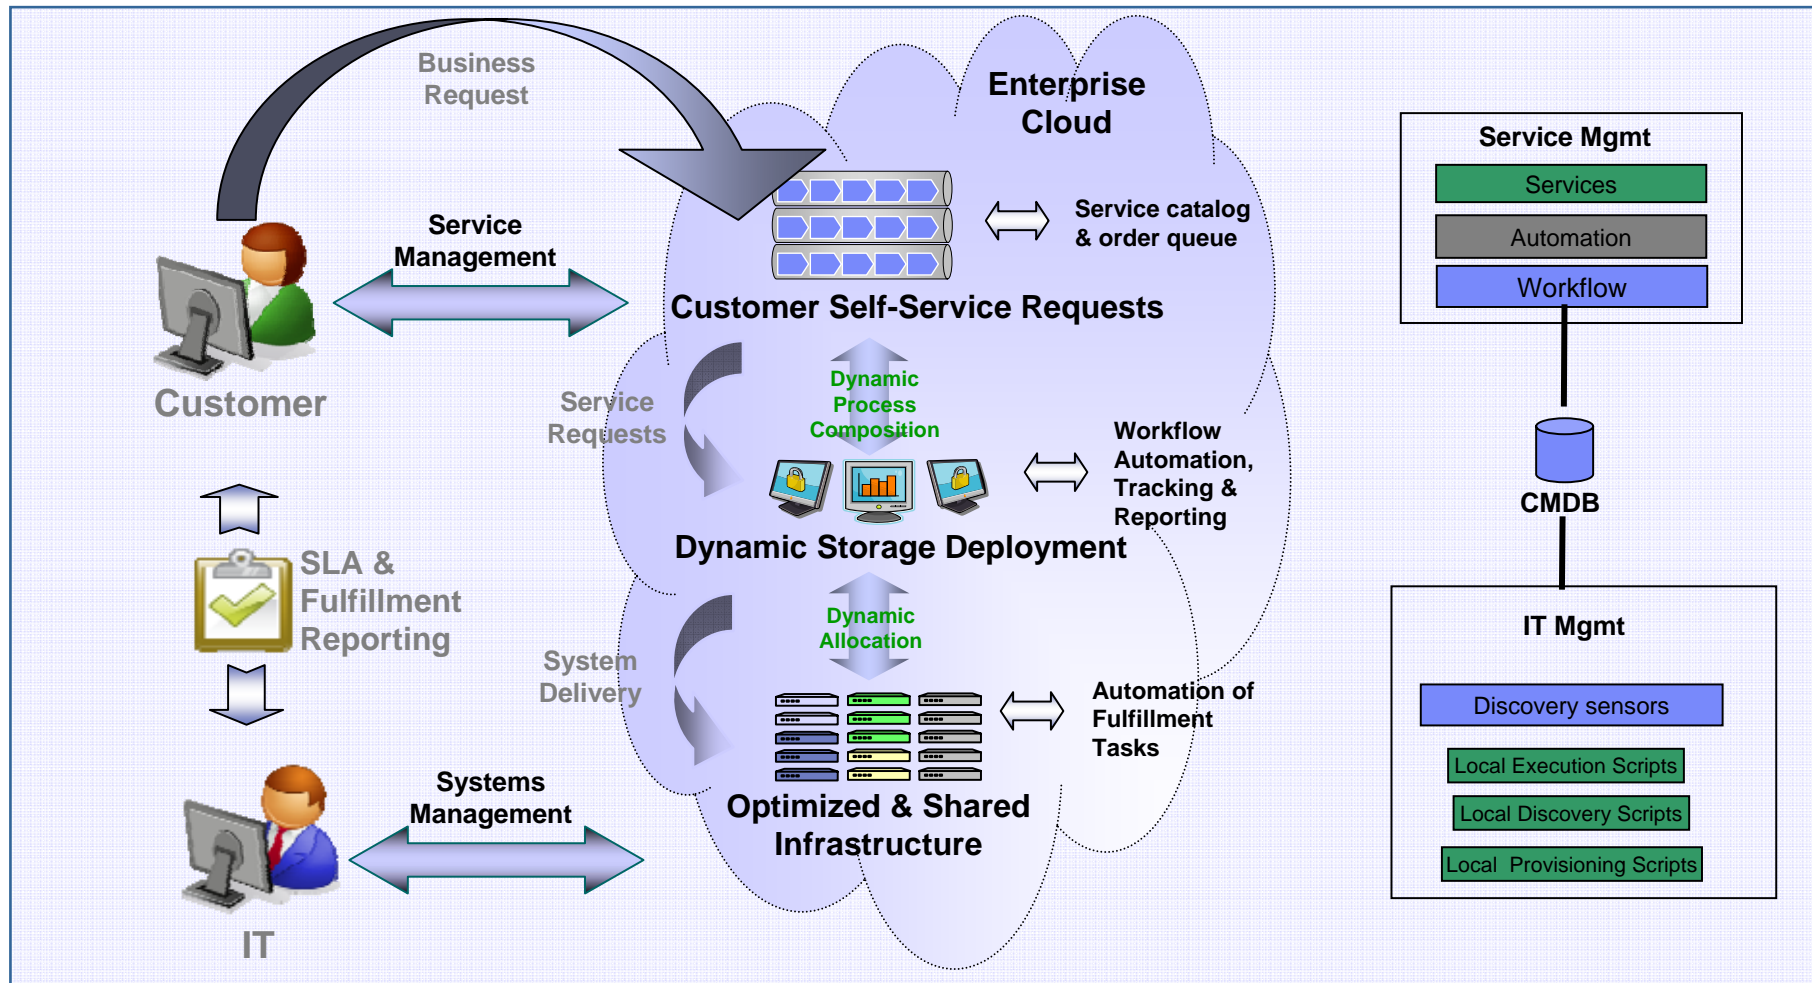 Business
Request
Enterprise
Cloud
Service
Management
Service catalog
& order queue
Customer Self-Service Requests
Customer
Service
Requests
Dynamic
Process
Composition
Workflow
Automation,
Tracking &
Reporting
Dynamic Storage Deployment
SLA &
Fulfillment
Reporting
System
Delivery
Dynamic
Allocation
Automation of
Fulfillment
Tasks
Systems
Management
Optimized & Shared
Infrastructure
IT
Service Mgmt
Services
Automation
Workflow
CMDB
IT Mgmt
Discovery sensors
Local Execution Scripts
Local Discovery Scripts
Local Provisioning Scripts